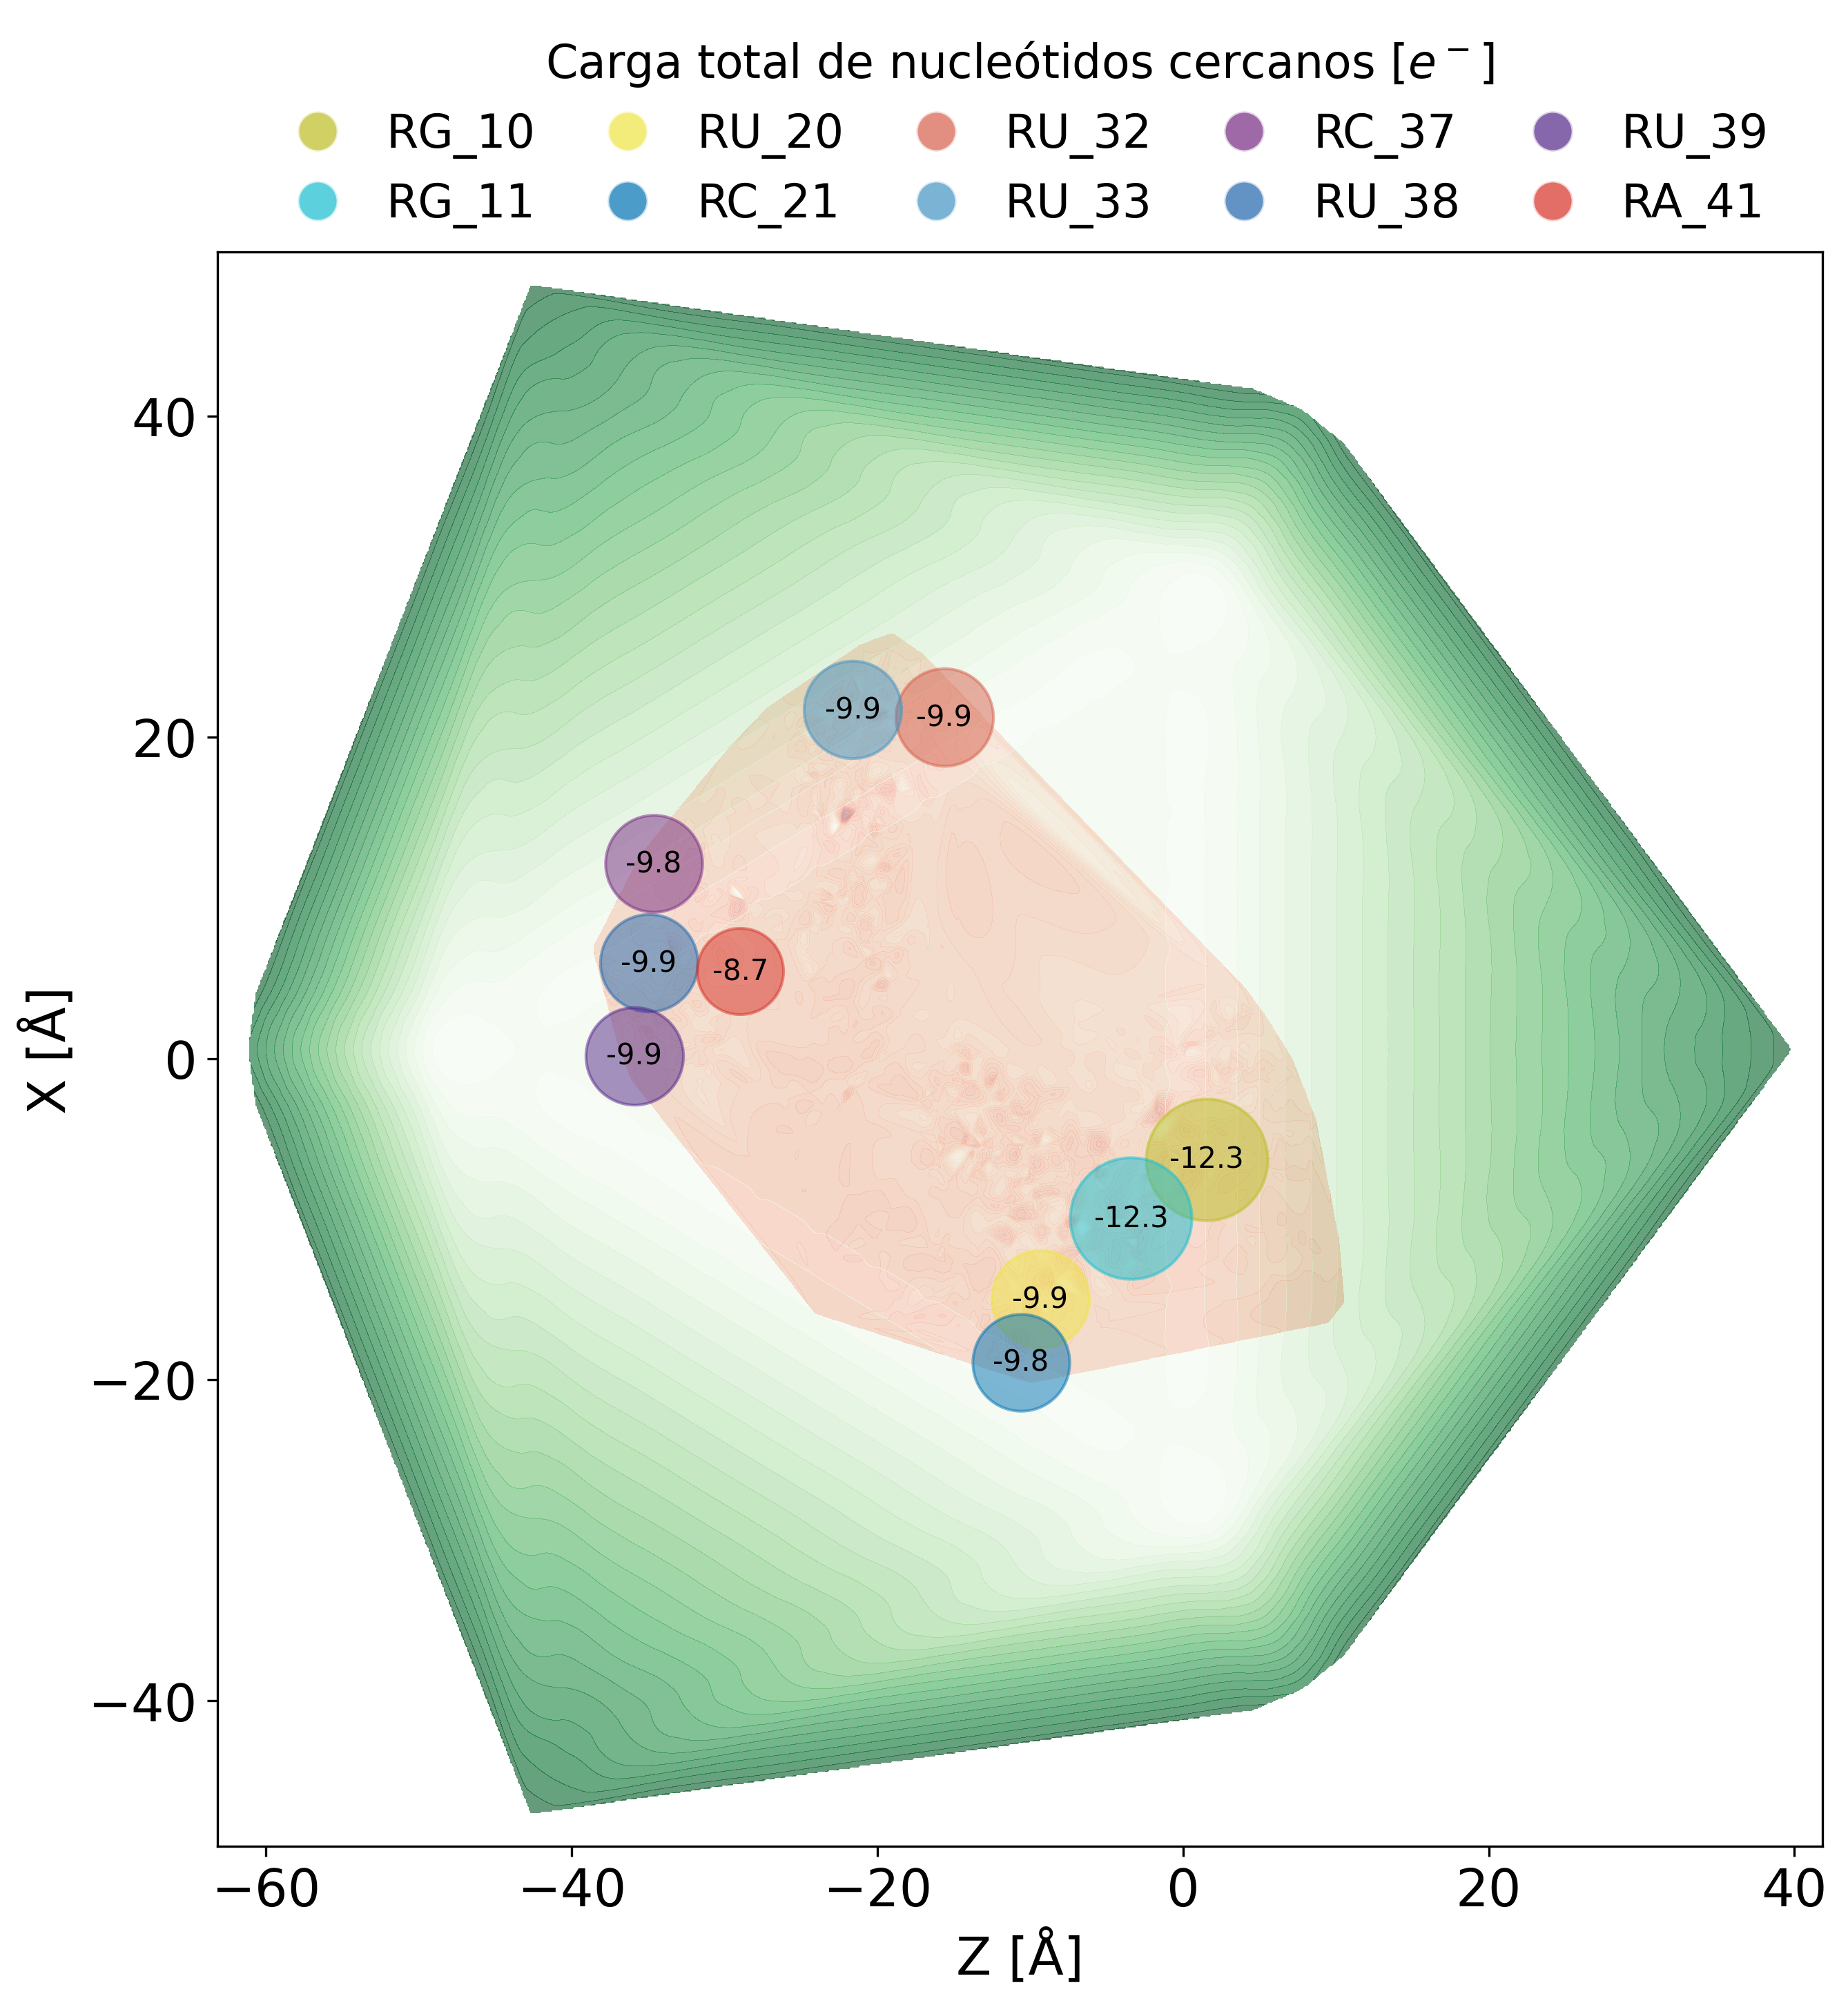 Carga total de nucleótidos cercanos [e⁻]
RG_10 RU_20 RU_32 RC_37 RU_39
RG_11 RC_21 RU_33 RU_38 RA_41
40
20
0
−20
−40
X [Å]
-9.9 -9.9
-9.8
-9.9 -8.7
-9.9
-12.3
-12.3
-9.9
-9.8
−60 −40 −20 0 20 40
Z [Å]